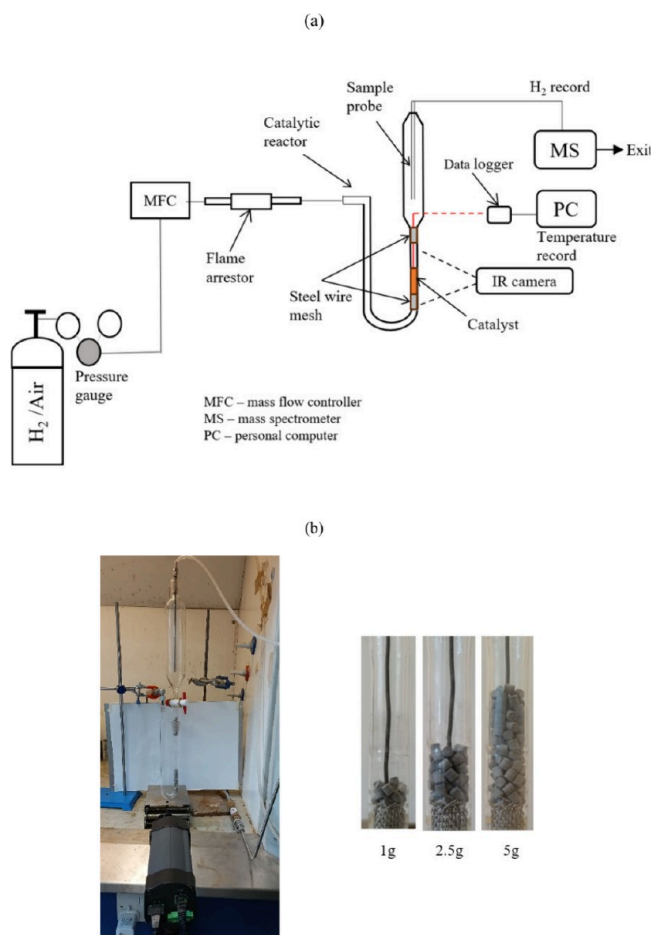 (a)
H₂ record
Sample
probe
Catalytic
reactor
MS
Exit
Data logger
MFC
PC
Temperature
record
Flame
arrestor
Steel wire
mesh
IR camera
Catalyst
Pressure
gauge
H₂ /Air
MFC – mass flow controller
MS – mass spectrometer
PC – personal computer
(b)
1g
2.5g
5g